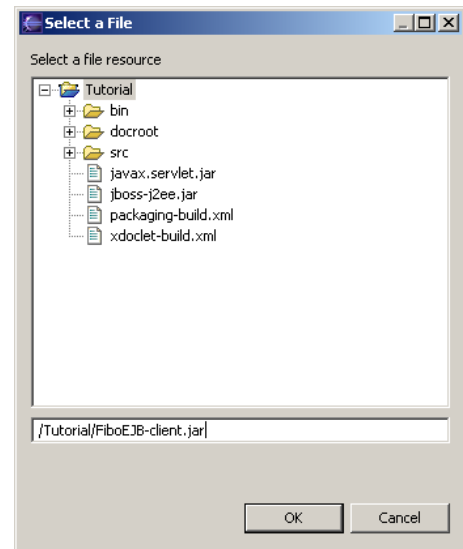 Select a File
Select a file resource
Tutorial
bin
docroot
src
javax.servlet.jar
jboss-j2ee.jar
packaging-build.xml
xdoclet-build.xml
/Tutorial/FiboEJB-client.jar
OK Cancel